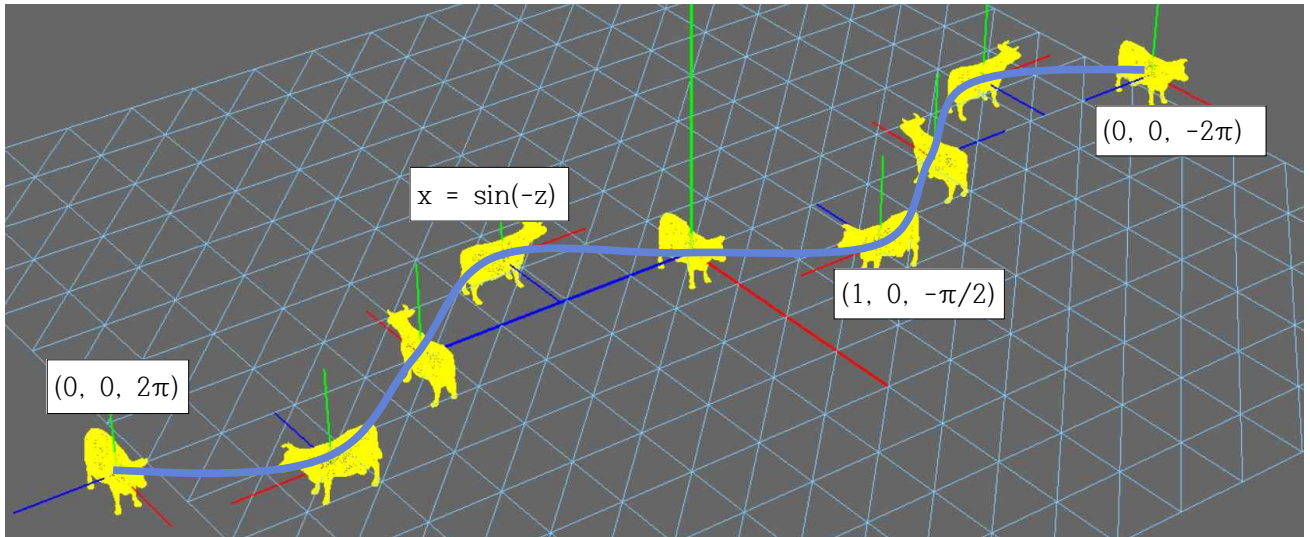 (0, 0, -2π)
x = sin(-z)
(1, 0, -π/2)
(0, 0, 2π)